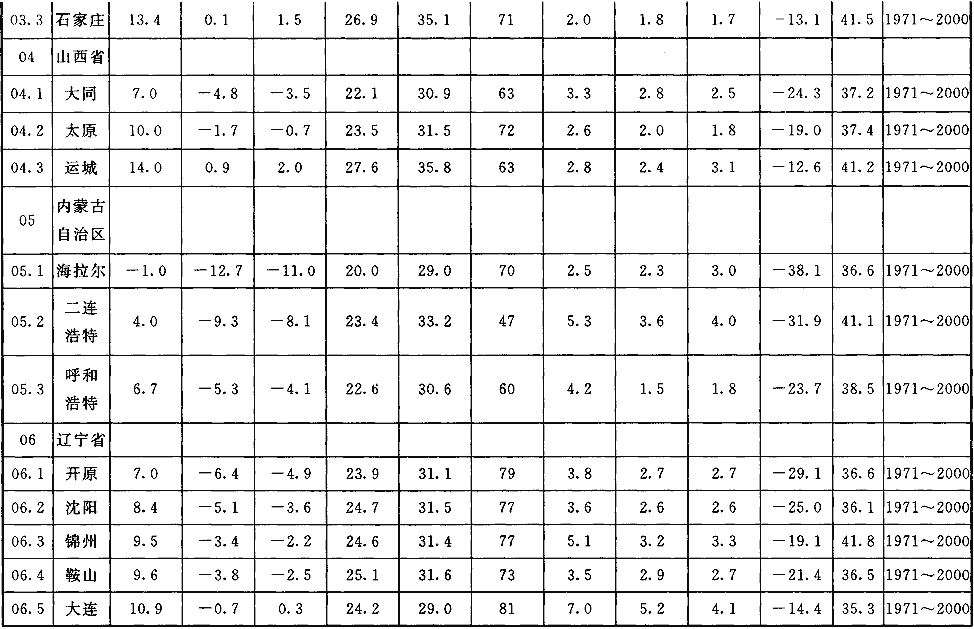 03.3 石家庄 13.4 0.1 1.5 26.9 35.1 71 2.0 1.8 1.7 －13.1 41.5 1971～2000
04 山西省
04.1 大同 7.0 －4.8 －3.5 22.1 30.9 63 3.3 2.8 2.5 －24.3 37.2 1971～2000
04.2 太原 10.0 －1.7 －0.7 23.5 31.5 72 2.6 2.0 1.8 －19.0 37.4 1971～2000
04.3 运城 14.0 0.9 2.0 27.6 35.8 63 2.8 2.4 3.1 －12.6 41.2 1971～2000
05 内蒙古
自治区
05.1 海拉尔 －1.0 －12.7 －11.0 20.0 29.0 70 2.5 2.3 3.0 －38.1 36.6 1971～2000
05.2 二连
浩特 4.0 －9.3 －8.1 23.4 33.2 47 5.3 3.6 4.0 －31.9 41.1 1971～2000
05.3 呼和
浩特 6.7 －5.3 －4.1 22.6 30.6 60 4.2 1.5 1.8 －23.7 38.5 1971～2000
06 辽宁省
06.1 开原 7.0 －6.4 －4.9 23.9 31.1 79 3.8 2.7 2.7 －29.1 36.6 1971～2000
06.2 沈阳 8.4 －5.1 －3.6 24.7 31.5 77 3.6 2.6 2.6 －25.0 36.1 1971～2000
06.3 锦州 9.5 －3.4 －2.2 24.6 31.4 77 5.1 3.2 3.3 －19.1 41.8 1971～2000
06.4 鞍山 9.6 －3.8 －2.5 25.1 31.6 73 3.5 2.9 2.7 －21.4 36.5 1971～2000
06.5 大连 10.9 －0.7 0.3 24.2 29.0 81 7.0 5.2 4.1 －14.4 35.3 1971～2000